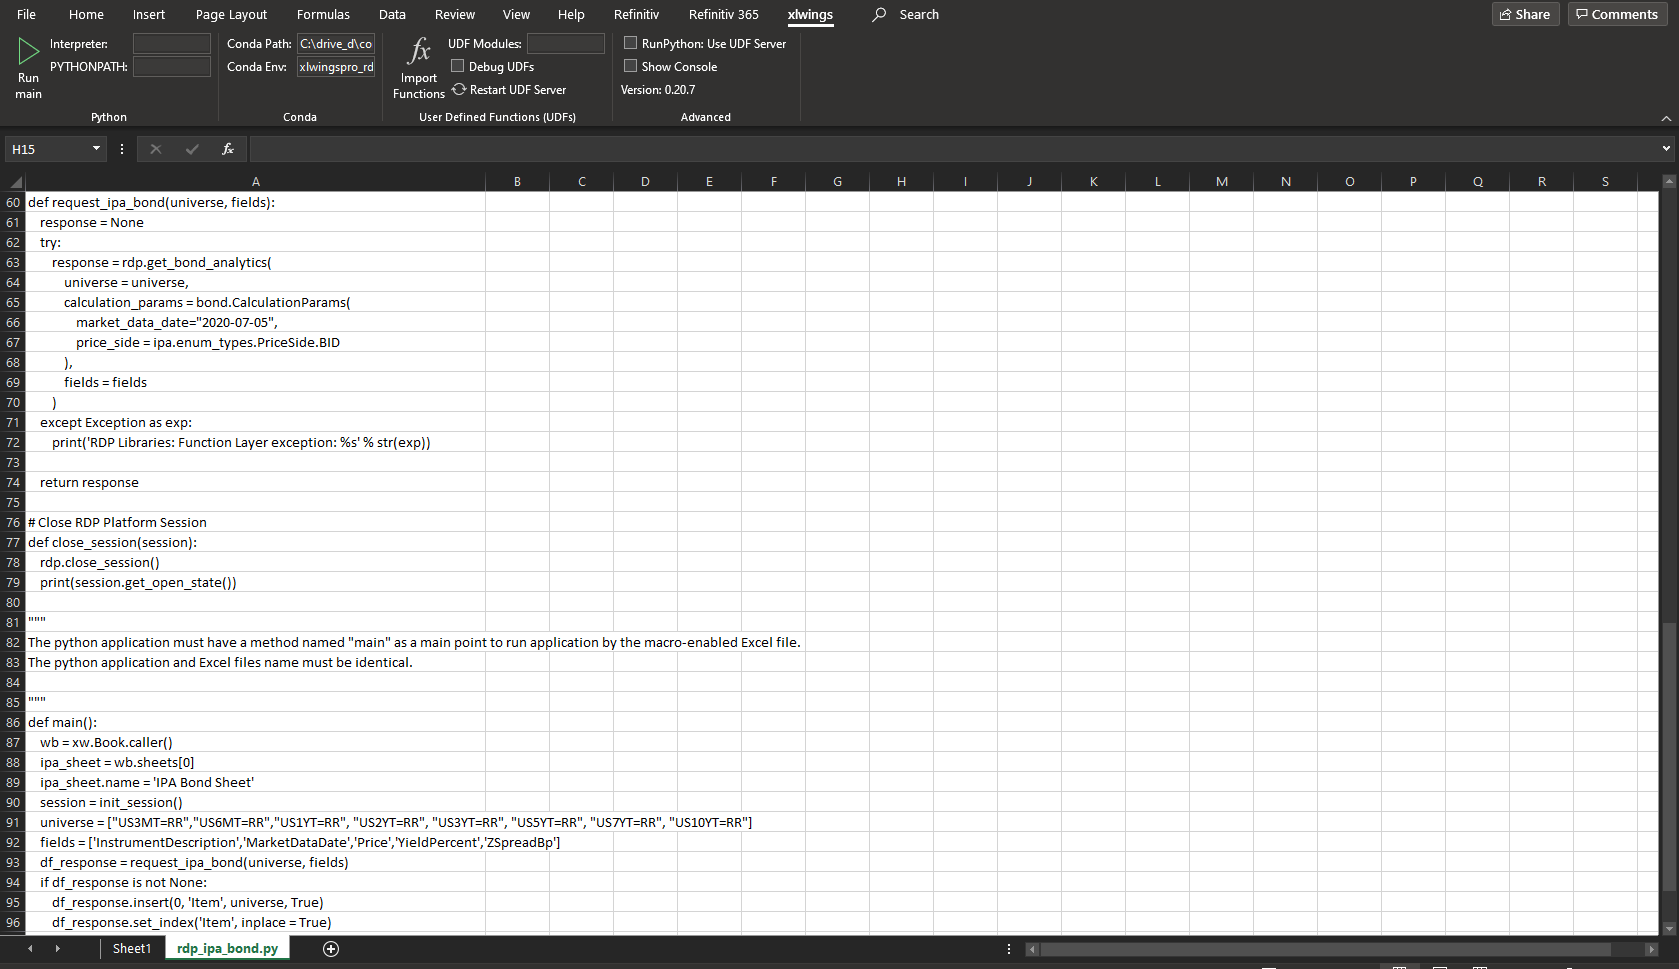 File Home Insert Page Layout Formulas Data Review View Help Refinitiv Refinitiv 365 xlwings Search Share Comments
Interpreter: Conda Path: C:\drive_d\co UDF Modules: RunPython: Use UDF Server
PYTHONPATH: Conda Env: xlwingspro_rd Debug UDFs Show Console
Run main Import Functions Restart UDF Server Version: 0.20.7
Python Conda User Defined Functions (UDFs) Advanced
H15 fx
A B C D E F G H I J K L M N O P Q R S
60 def request_ipa_bond(universe, fields):
61 response = None
62 try:
63 response = rdp.get_bond_analytics(
64 universe = universe,
65 calculation_params = bond.CalculationParams(
66 market_data_date="2020-07-05",
67 price_side = ipa.enum_types.PriceSide.BID
68 ),
69 fields = fields
70 )
71 except Exception as exp:
72 print('RDP Libraries: Function Layer exception: %s' % str(exp))
73
74 return response
75
76 # Close RDP Platform Session
77 def close_session(session):
78 rdp.close_session()
79 print(session.get_open_state())
80
81 """
82 The python application must have a method named "main" as a main point to run application by the macro-enabled Excel file.
83 The python application and Excel files name must be identical.
84
85 """
86 def main():
87 wb = xw.Book.caller()
88 ipa_sheet = wb.sheets[0]
89 ipa_sheet.name = 'IPA Bond Sheet'
90 session = init_session()
91 universe = ["US3MT=RR","US6MT=RR","US1YT=RR", "US2YT=RR", "US3YT=RR", "US5YT=RR", "US7YT=RR", "US10YT=RR"]
92 fields = ['InstrumentDescription','MarketDataDate','Price','YieldPercent','ZSpreadBp']
93 df_response = request_ipa_bond(universe, fields)
94 if df_response is not None:
95 df_response.insert(0, 'Item', universe, True)
96 df_response.set_index('Item', inplace = True)
Sheet1 rdp_ipa_bond.py